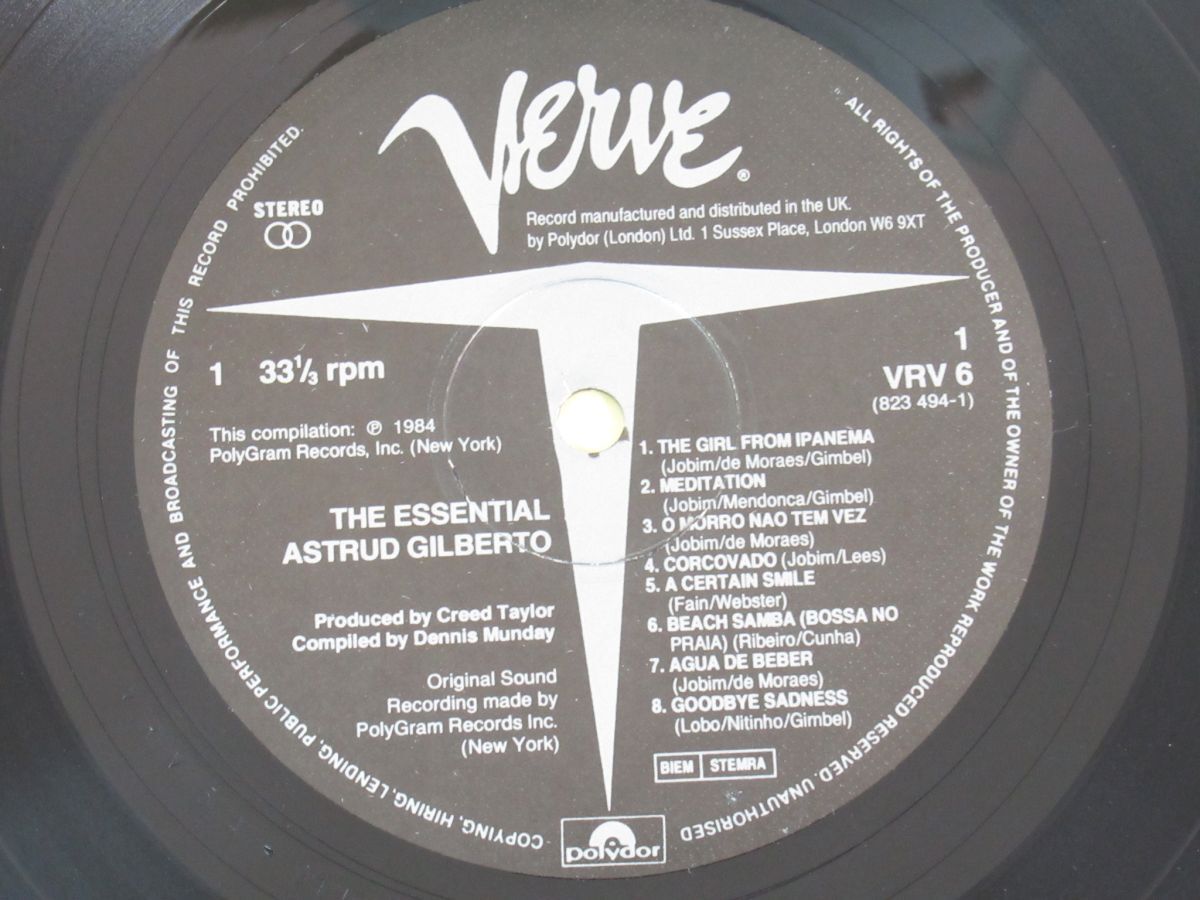 Verve®
Record manufactured and distributed in the UK.
by Polydor (London) Ltd. 1 Sussex Place, London W6 9XT
STEREO
1 33⅓ rpm
This compilation: ℗ 1984
PolyGram Records, Inc. (New York)
THE ESSENTIAL
ASTRUD GILBERTO
Produced by Creed Taylor
Compiled by Dennis Munday
Original Sound
Recording made by
PolyGram Records Inc.
(New York)
1
VRV 6
(823 494-1)
1. THE GIRL FROM IPANEMA
(Jobim/de Moraes/Gimbel)
2. MEDITATION
(Jobim/Mendonca/Gimbel)
3. O MORRO NAO TEM VEZ
(Jobim/de Moraes)
4. CORCOVADO (Jobim/Lees)
5. A CERTAIN SMILE
(Fain/Webster)
6. BEACH SAMBA (BOSSA NO
PRAIA) (Ribeiro/Cunha)
7. AGUA DE BEBER
(Jobim/de Moraes)
8. GOODBYE SADNESS
(Lobo/Nitinho/Gimbel)
BIEM STEMRA
polydor
ALL RIGHTS OF THE PRODUCER AND OF THE OWNER OF THE WORK REPRODUCED RESERVED. UNAUTHORISED
COPYING, HIRING, LENDING, PUBLIC PERFORMANCE AND BROADCASTING OF THIS RECORD PROHIBITED.